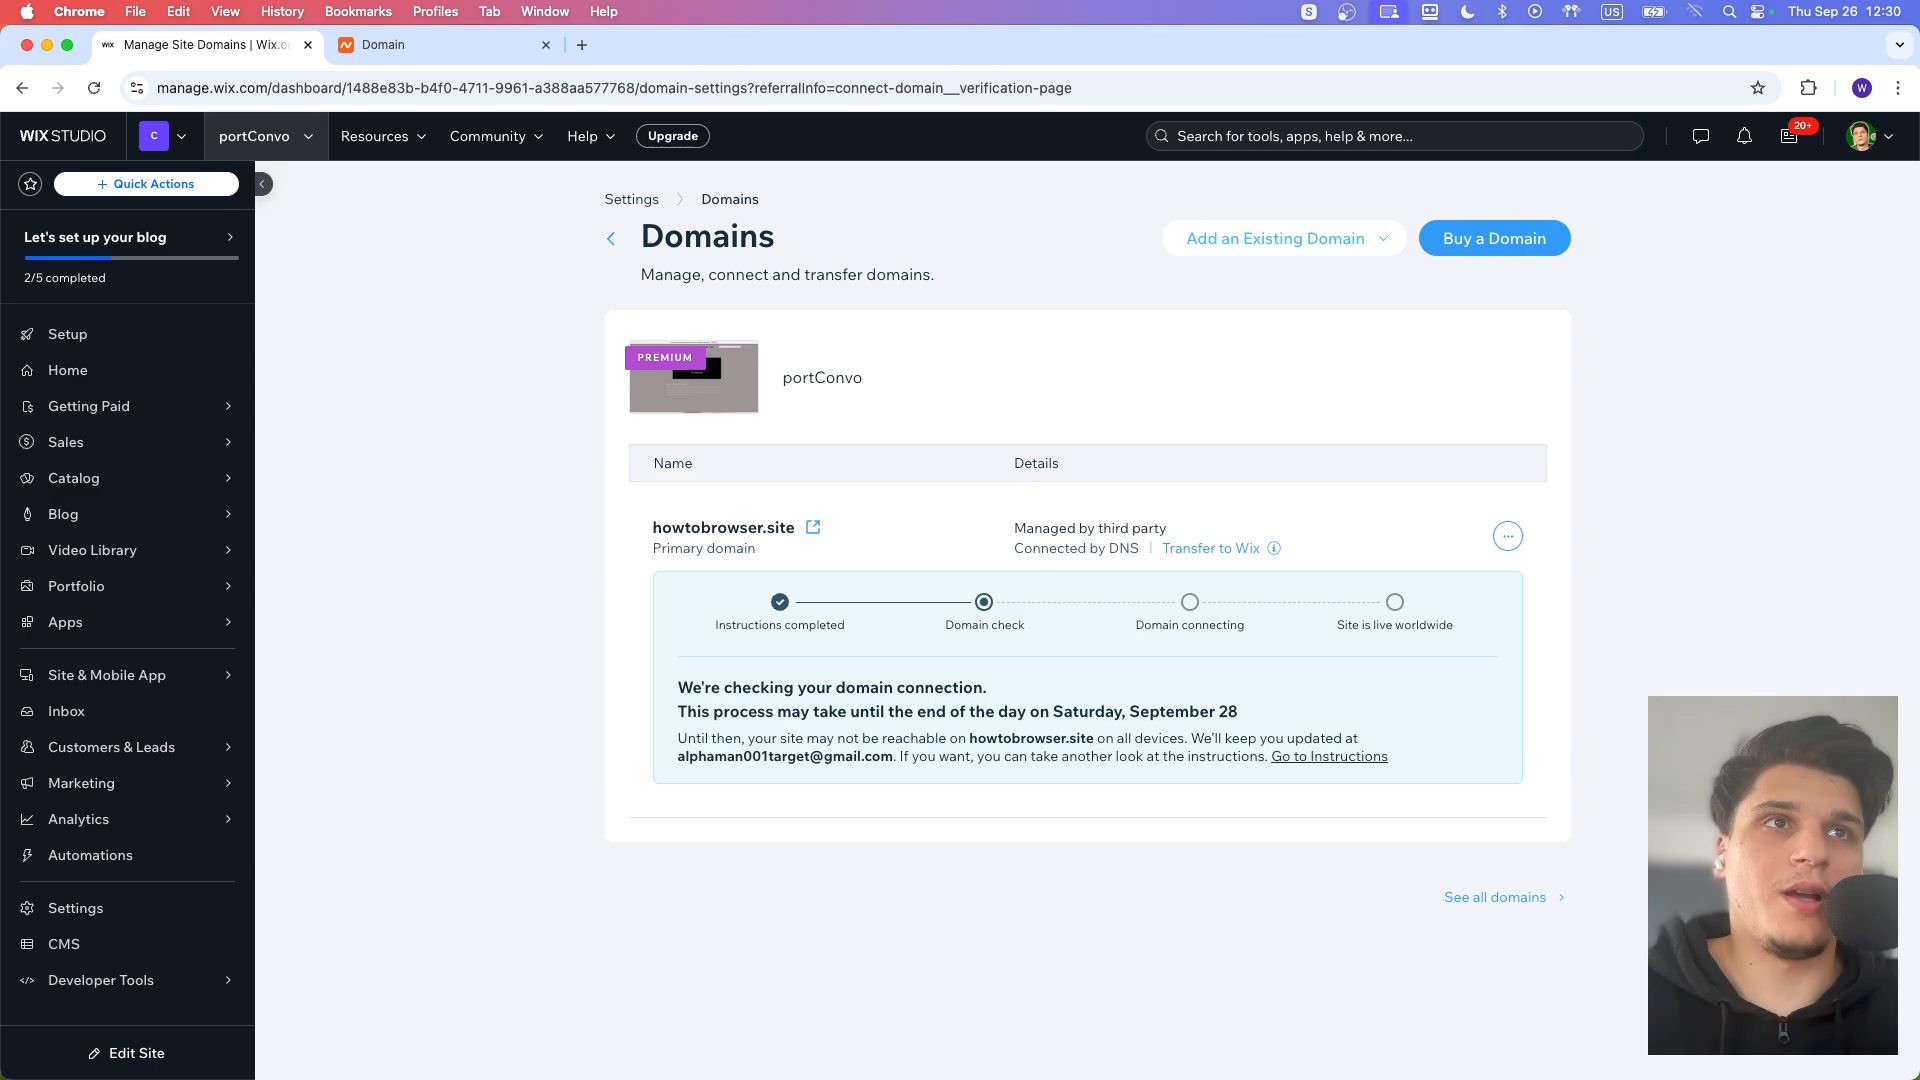 Chrome File Edit View History Bookmarks Profiles Tab Window Help S US Thu Sep 26 12:30
WIX Manage Site Domains | Wix.c
Domain
manage.wix.com/dashboard/1488e83b-b4f0-4711-9961-a388aa577768/domain-settings?referralInfo=connect-domain__verification-page W
WIX STUDIO C portConvo Resources Community Help Upgrade Search for tools, apps, help & more... 20+
+ Quick Actions
Let's set up your blog
2/5 completed
Setup
Home
Getting Paid
Sales
Catalog
Blog
Video Library
Portfolio
Apps
Site & Mobile App
Inbox
Customers & Leads
Marketing
Analytics
Automations
Settings
CMS
Developer Tools
Edit Site
Settings Domains
Domains
Add an Existing Domain Buy a Domain
Manage, connect and transfer domains.
PREMIUM
portConvo
Name Details
howtobrowser.site
Primary domain
Managed by third party
Connected by DNS | Transfer to Wix
Instructions completed Domain check Domain connecting Site is live worldwide
We're checking your domain connection.
This process may take until the end of the day on Saturday, September 28
Until then, your site may not be reachable on howtobrowser.site on all devices. We'll keep you updated at
alphaman001target@gmail.com. If you want, you can take another look at the instructions. Go to Instructions
See all domains